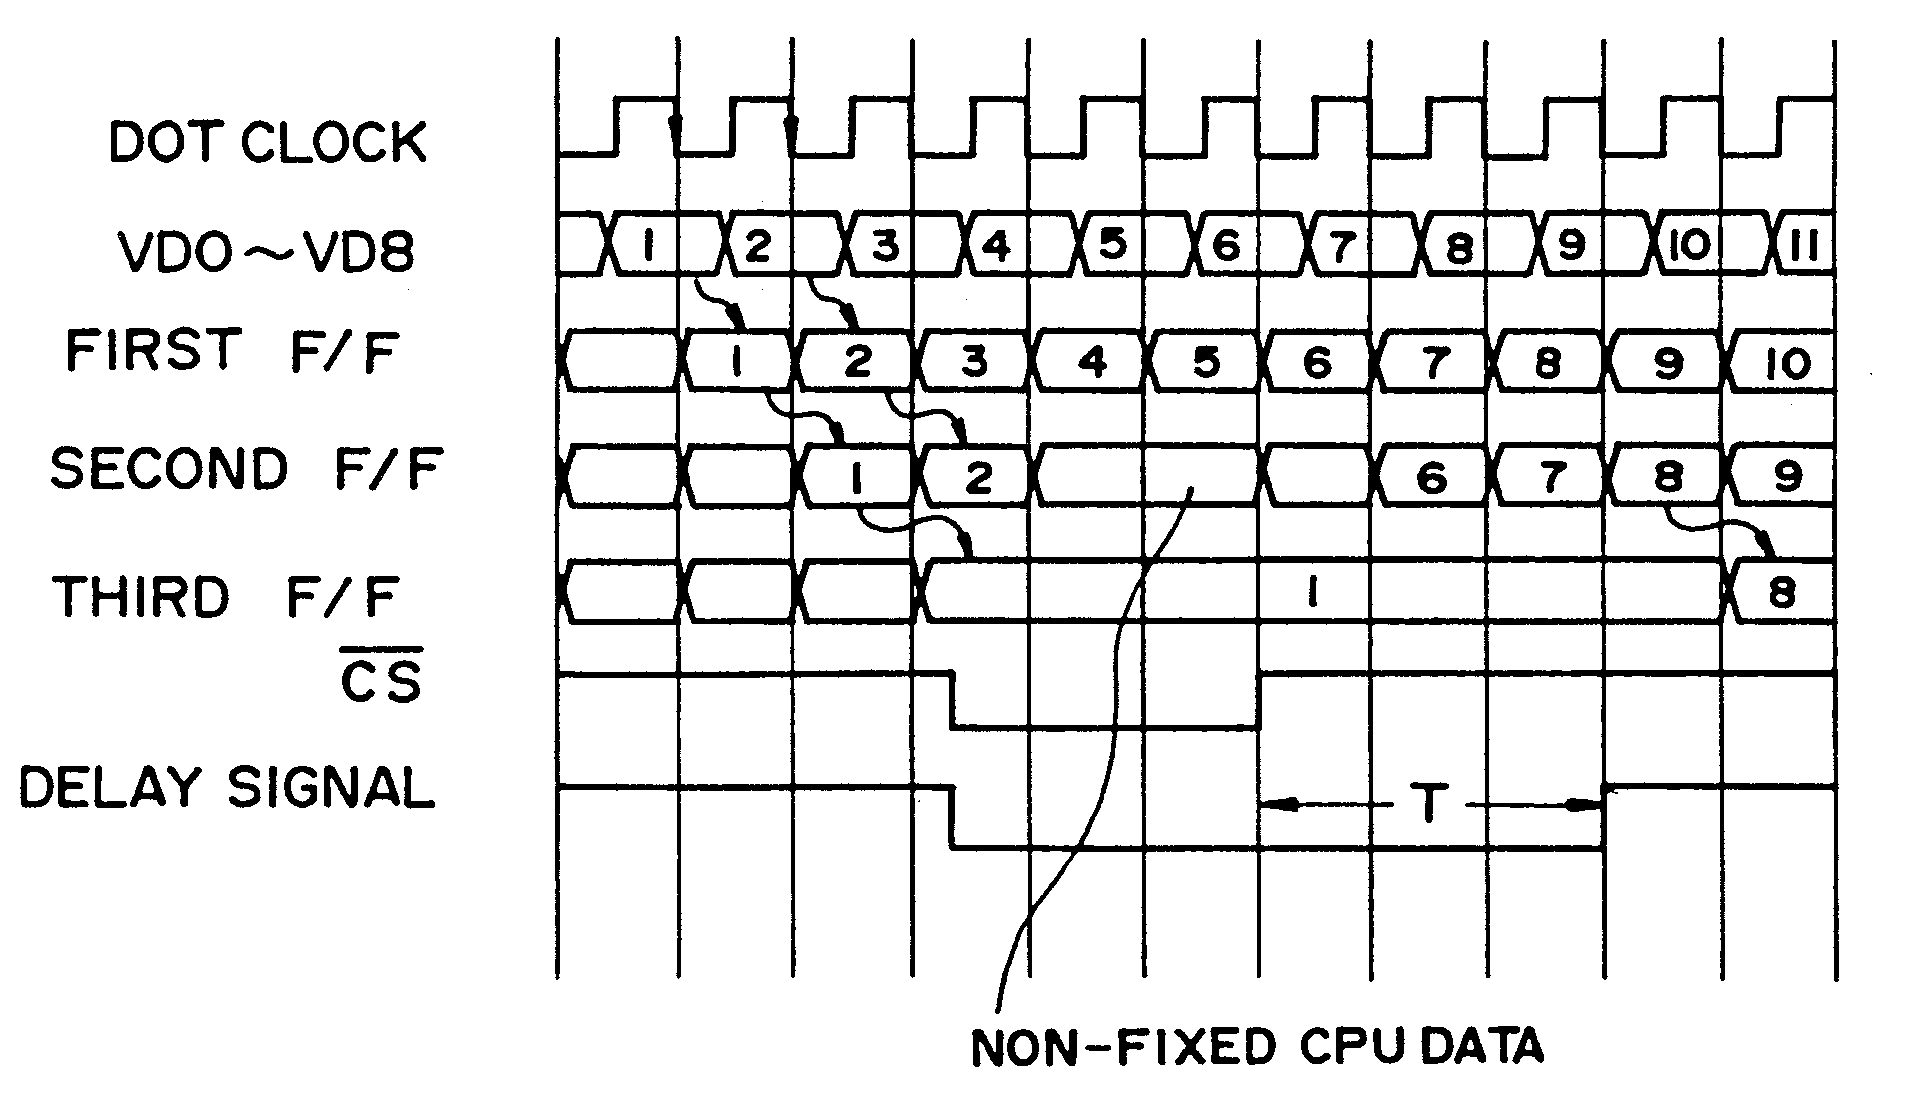 DOT CLOCK
VD0~VD8 1 2 3 4 5 6 7 8 9 10 11
FIRST F/F 1 2 3 4 5 6 7 8 9 10
SECOND F/F 1 2 6 7 8 9
THIRD F/F 1 8
C̅S̅
DELAY SIGNAL T
NON-FIXED CPU DATA